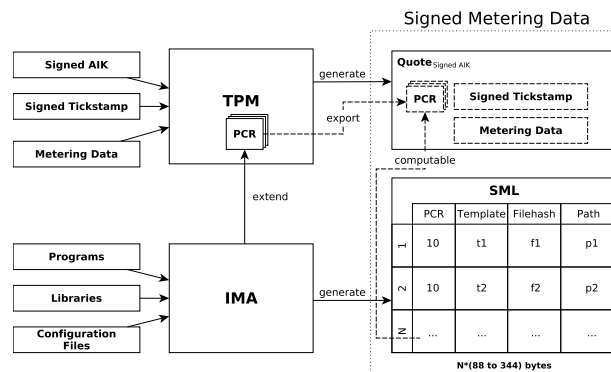 Signed Metering Data
Signed AIK
Signed Tickstamp
Metering Data
TPM
PCR
generate
export
extend
Quote Signed AIK
PCR
Signed Tickstamp
Metering Data
computable
Programs
Libraries
Configuration
Files
IMA
generate
SML
PCR Template Filehash Path
1 10 t1 f1 p1
2 10 t2 f2 p2
N ... ... ... ...
N*(88 to 344) bytes